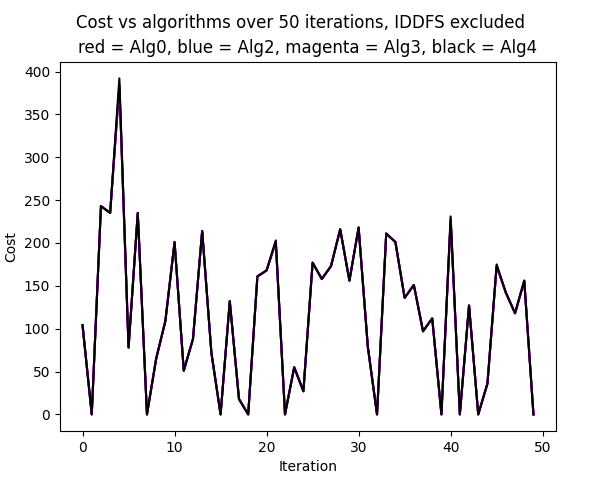 Cost vs algorithms over 50 iterations, IDDFS excluded
red = Alg0, blue = Alg2, magenta = Alg3, black = Alg4
400
350
300
250
200
150
100
50
0
Cost
0 10 20 30 40 50
Iteration